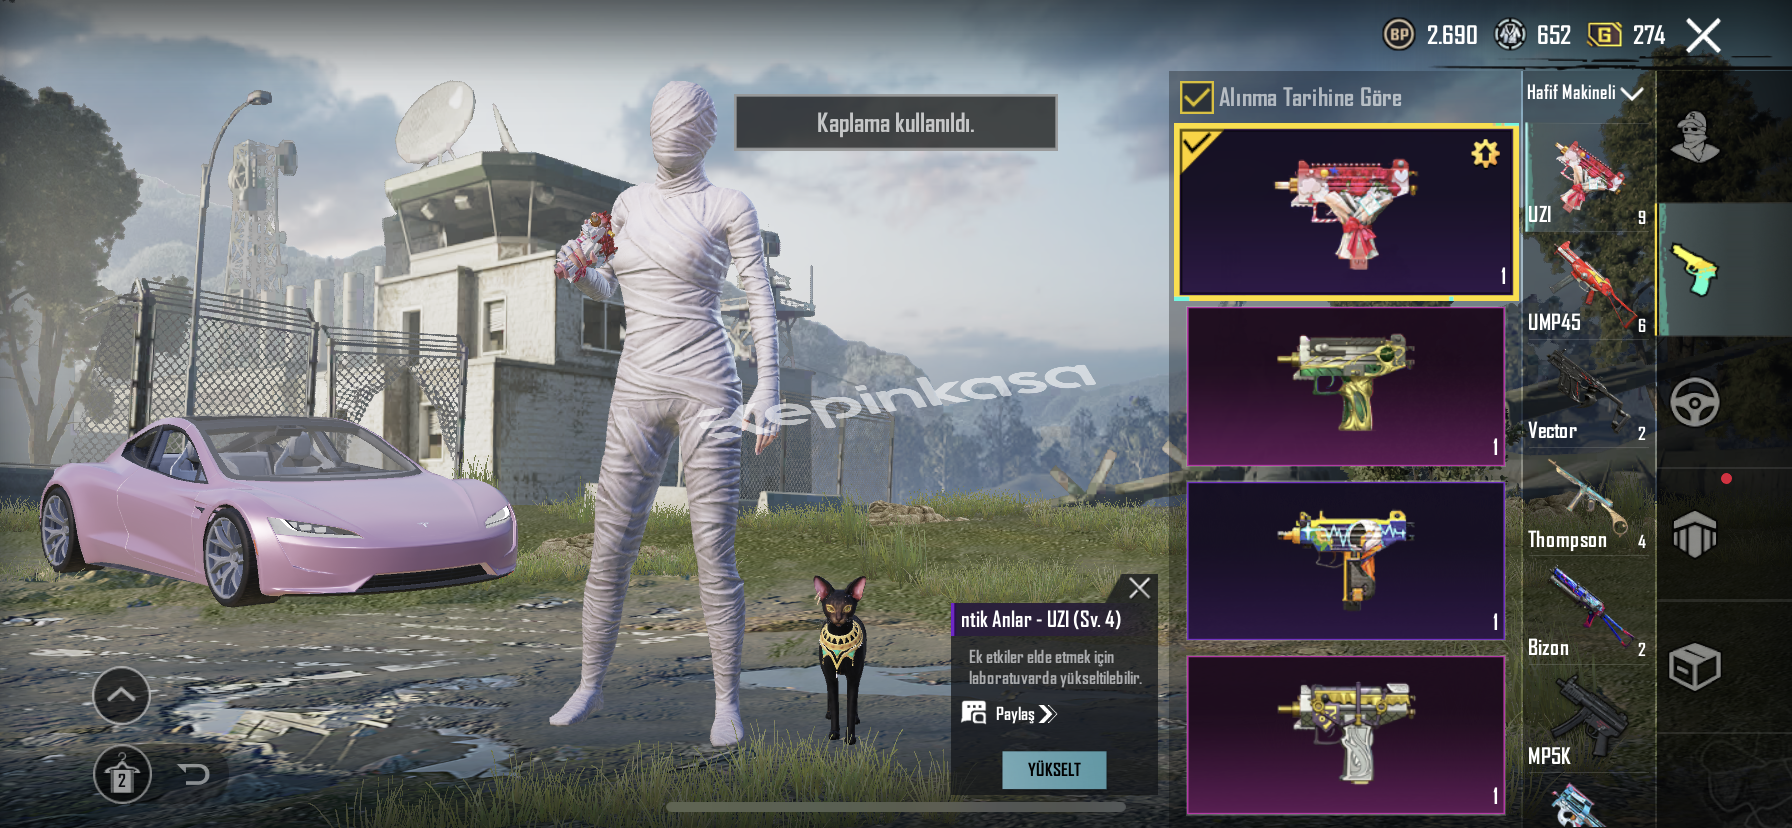 BP 2.690 652 G 274
Alınma Tarihine Göre
Hafif Makineli
Kaplama kullanıldı.
1
UZI 9
UMP45 6
1
Vector 2
epinkasa
Thompson 4
1
ntik Anlar - UZI (Sv. 4)
Ek etkiler elde etmek için
laboratuvarda yükseltilebilir.
Bizon 2
Paylaş
MP5K
YÜKSELT
2
1